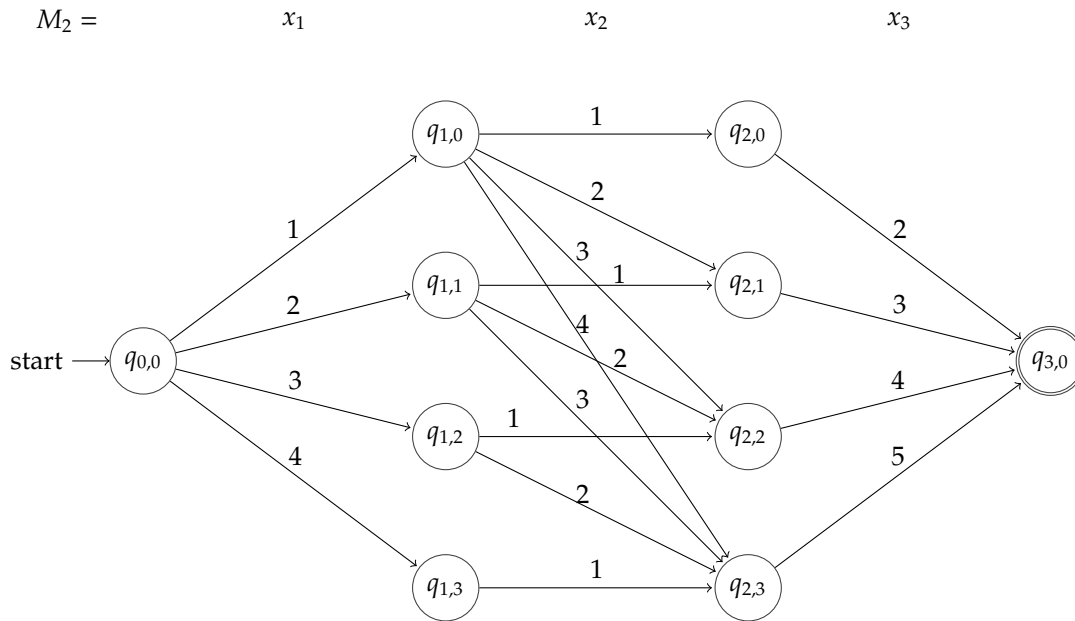 M₂ = x₁ x₂ x₃
q₁,₀ 1 q₂,₀
2
1 3 2
q₁,₁ 1 q₂,₁
2 3
start q₀,₀ 4 q₃,₀
2
3 3 4
q₁,₂ 1 q₂,₂
4 2 5
q₁,₃ 1 q₂,₃